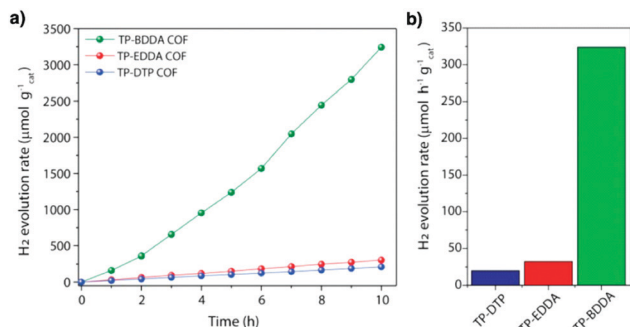 a)
H2 evolution rate (μmol g⁻¹cat)
3500
3000
2500
2000
1500
1000
500
0
TP-BDDA COF
TP-EDDA COF
TP-DTP COF
0 2 4 6 8 10
Time (h)
b)
H2 evolution rate (μmol h⁻¹ g⁻¹cat)
350
300
250
200
150
100
50
0
TP-DTP
TP-EDDA
TP-BDDA